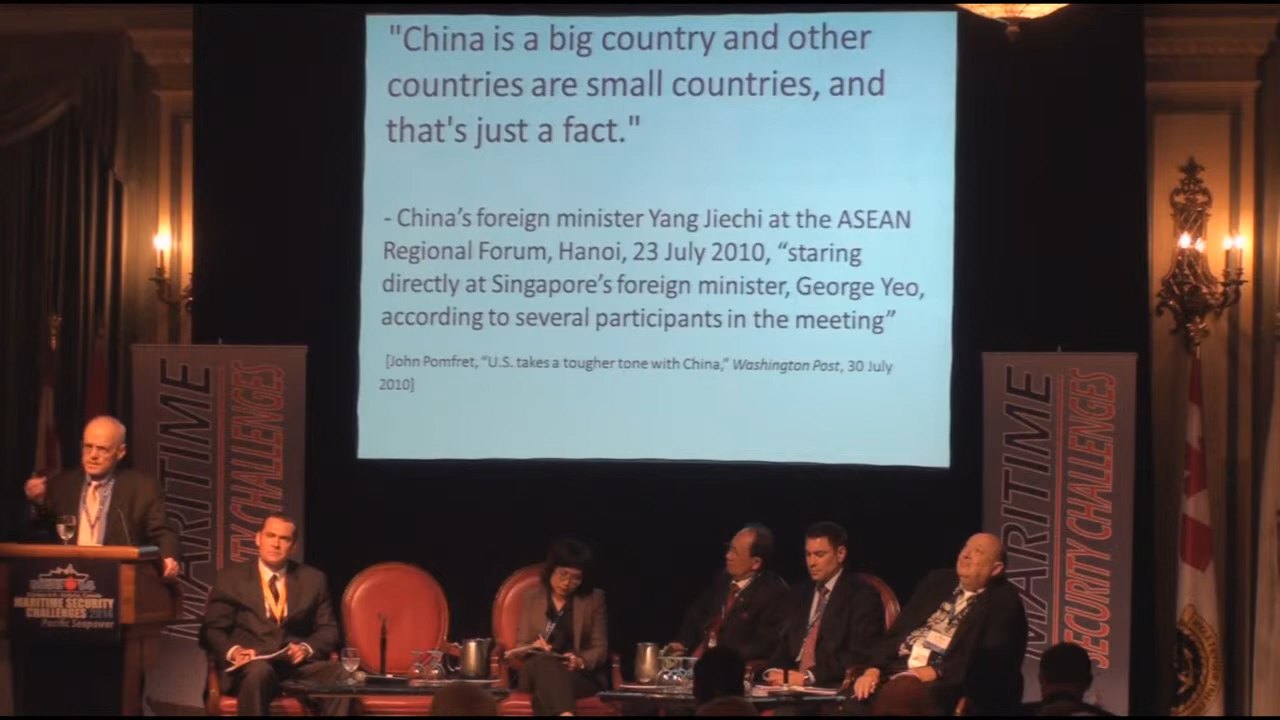 "China is a big country and other
countries are small countries, and
that's just a fact."
- China’s foreign minister Yang Jiechi at the ASEAN
Regional Forum, Hanoi, 23 July 2010, “staring
directly at Singapore’s foreign minister, George Yeo,
according to several participants in the meeting”
[John Pomfret, “U.S. takes a tougher tone with China,” Washington Post, 30 July
2010]
MARITIME
TY CHALLENGES
MARITIME
SECURITY CHALLENGES
MARITIME SECURITY
CHALLENGES
Pacific Seapower